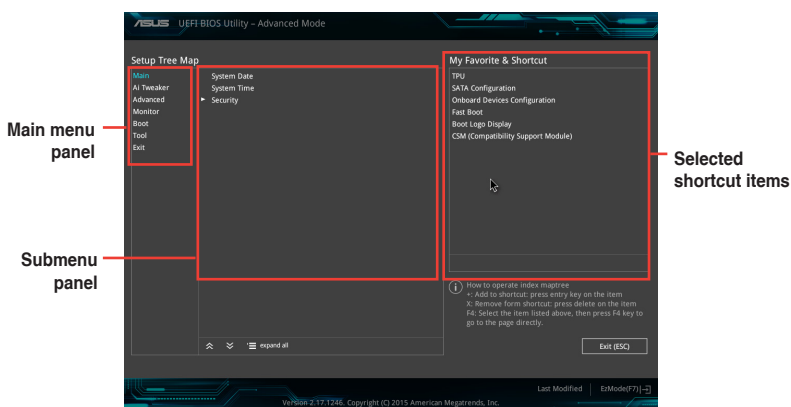 ASUS UEFI BIOS Utility – Advanced Mode
Setup Tree Map
Main
Ai Tweaker
Advanced
Monitor
Boot
Tool
Exit
System Date
System Time
Security
My Favorite & Shortcut
TPU
SATA Configuration
Onboard Devices Configuration
Fast Boot
Boot Logo Display
CSM (Compatibility Support Module)
Main menu
panel
Submenu
panel
Selected
shortcut items
How to operate index maptree
+: Add to shortcut: press entry key on the item
X: Remove form shortcut: press delete on the item
F4: Select the item listed above, then press F4 key to
go to the page directly.
expand all
Exit (ESC)
Last Modified
EzMode(F7)
Version 2.17.1246. Copyright (C) 2015 American Megatrends, Inc.